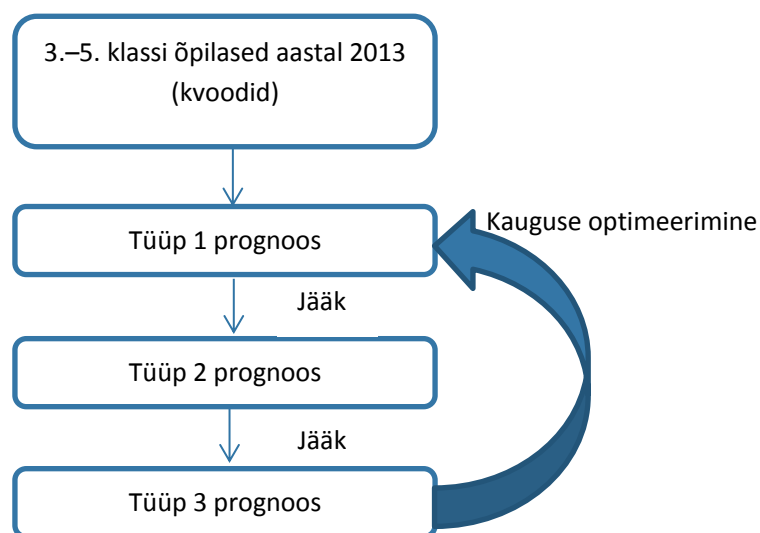 3.–5. klassi õpilased aastal 2013
(kvoodid)
Tüüp 1 prognoos
Kauguse optimeerimine
Jääk
Tüüp 2 prognoos
Jääk
Tüüp 3 prognoos